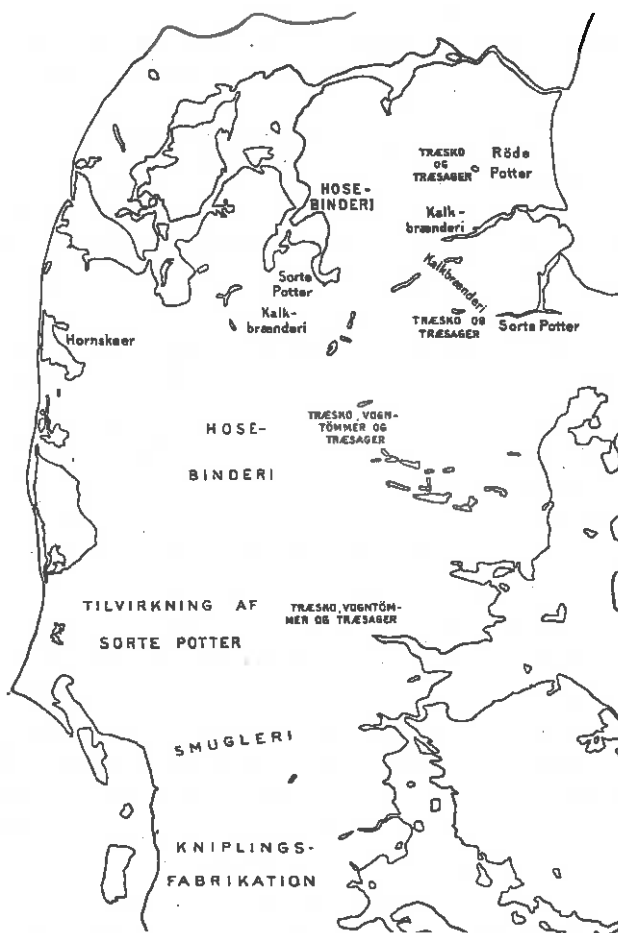 TRÆSKO
OG
TRÆSAGER
Röde
Potter
HOSE-
BINDERI
Kalk-
brænderi
Sorte
Potter
Kalkbrænderi
Kalk-
brænderi
TRÆSKO OG
TRÆSAGER
Sorte Potter
Hornskeer
TRÆSKO, VOGN-
TÖMMER OG
TRÆSAGER
HOSE-
BINDERI
TILVIRKNING AF
SORTE POTTER
TRÆSKO, VOGNTÖM-
MER OG TRÆSAGER
SMUGLERI
KNIPLINGS-
FABRIKATION